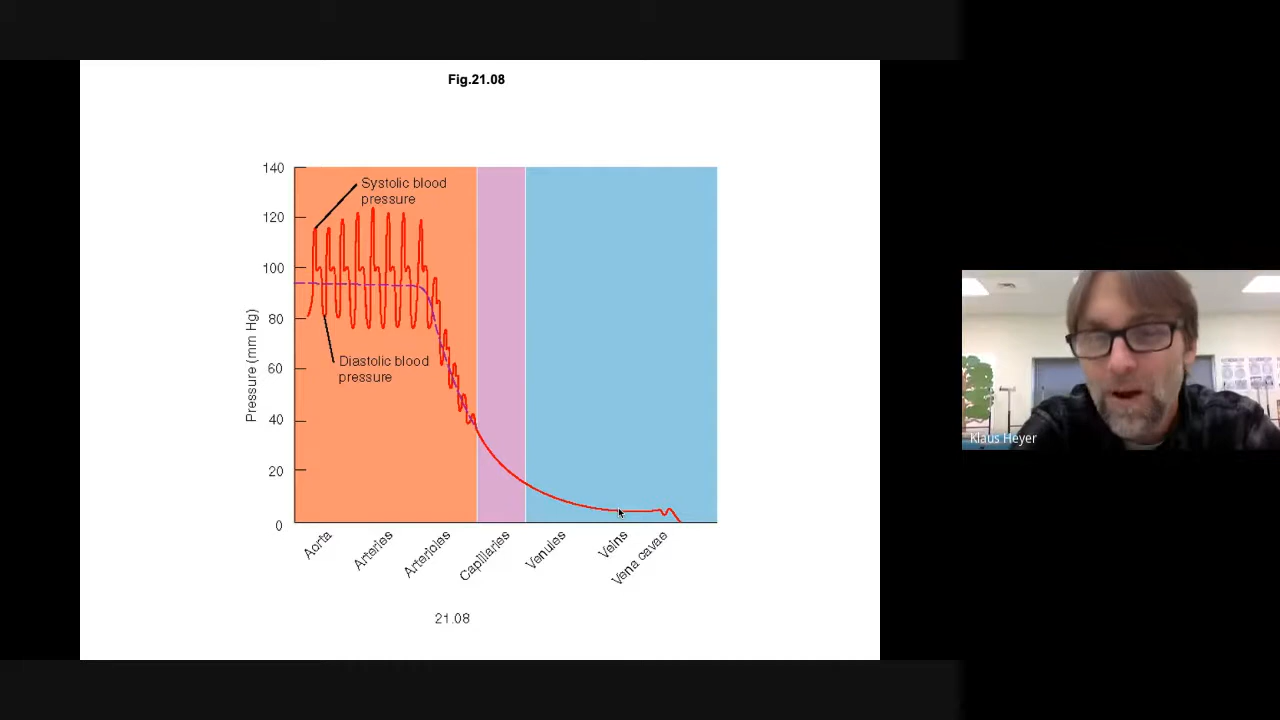 Fig.21.08
140
120
100
80
60
40
20
0
Pressure (mm Hg)
Systolic blood
pressure
Diastolic blood
pressure
Aorta
Arteries
Arterioles
Capillaries
Venules
Veins
Vena cavae
21.08
Klaus Heyer